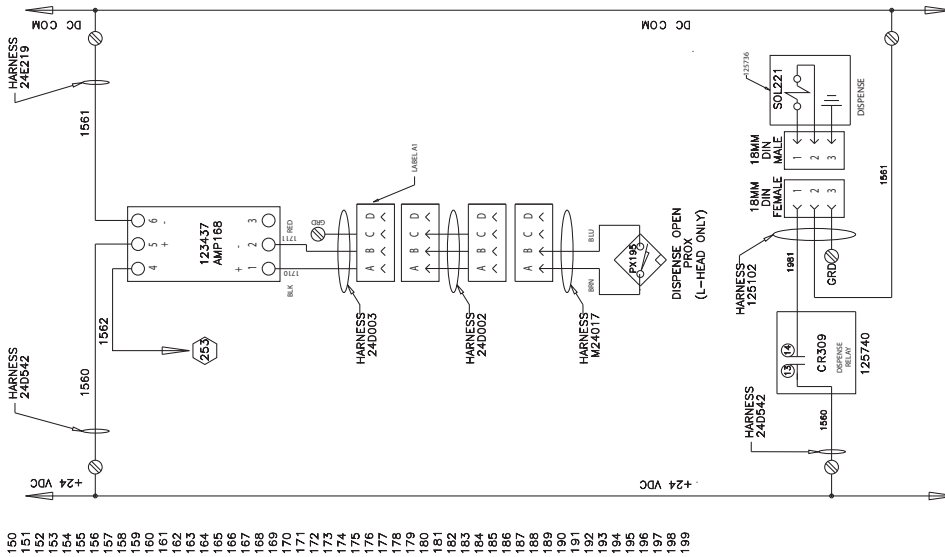 DC COM
DC COM
HARNESS
24E219
1561
6 -
5 +
4
3
2 -
1 +
123437
AMP168
1562
1560
253
HARNESS
24D542
+24 VDC
BLK
1710
1711
RED
GRD
LABEL A1
A B C D
A B C D
A B C D
A B C D
HARNESS
24D003
HARNESS
24D002
HARNESS
M24017
BRN
BLU
PX195
DISPENSE OPEN
PROX
(L-HEAD ONLY)
125736
SOL221
DISPENSE
18MM
DIN
MALE
1
2
3
18MM
DIN
FEMALE
1
2
3
1561
HARNESS
125102
1981
GRD
13
14
CR309
DISPENSE
RELAY
125740
1560
HARNESS
24D542
+24 VDC
150
151
152
153
154
155
156
157
158
159
160
161
162
163
164
165
166
167
168
169
170
171
172
173
174
175
176
177
178
179
180
181
182
183
184
185
186
187
188
189
190
191
192
193
194
195
196
197
198
199